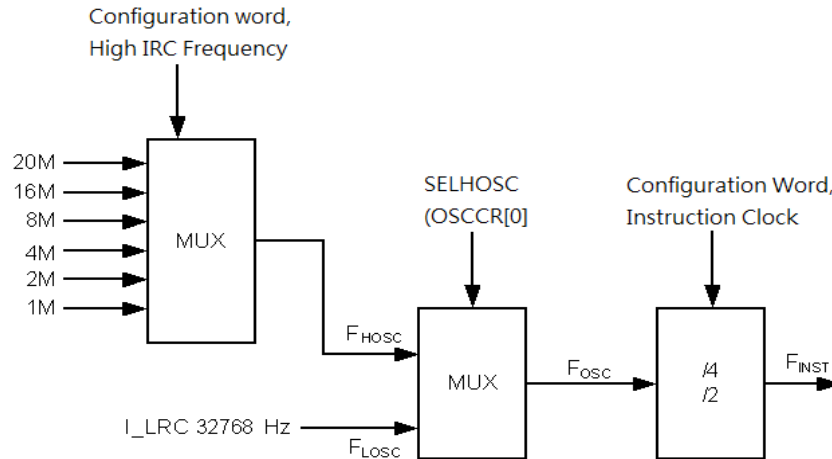 Configuration word,
High IRC Frequency
20M
16M
8M
4M
2M
1M
MUX
SELHOSC
(OSCCR[0]
Configuration Word,
Instruction Clock
FHOSC
MUX
FOSC
/4
/2
FINST
I_LRC 32768 Hz
FLOSC